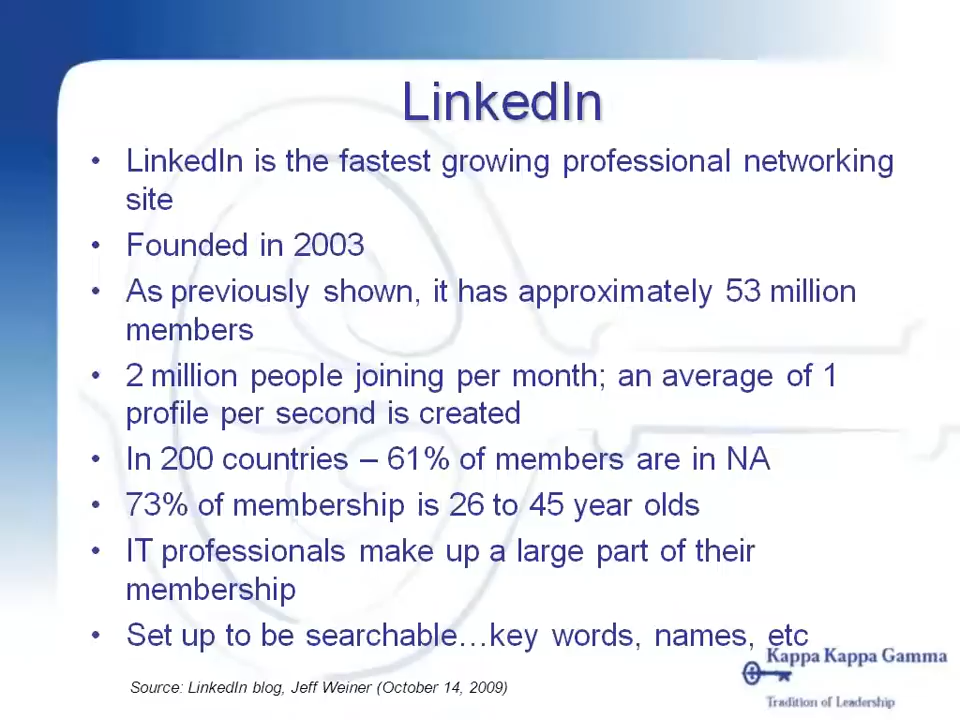 LinkedIn
• LinkedIn is the fastest growing professional networking
site
• Founded in 2003
• As previously shown, it has approximately 53 million
members
• 2 million people joining per month; an average of 1
profile per second is created
• In 200 countries – 61% of members are in NA
• 73% of membership is 26 to 45 year olds
• IT professionals make up a large part of their
membership
• Set up to be searchable…key words, names, etc
Kappa Kappa Gamma
Tradition of Leadership
Source: LinkedIn blog, Jeff Weiner (October 14, 2009)